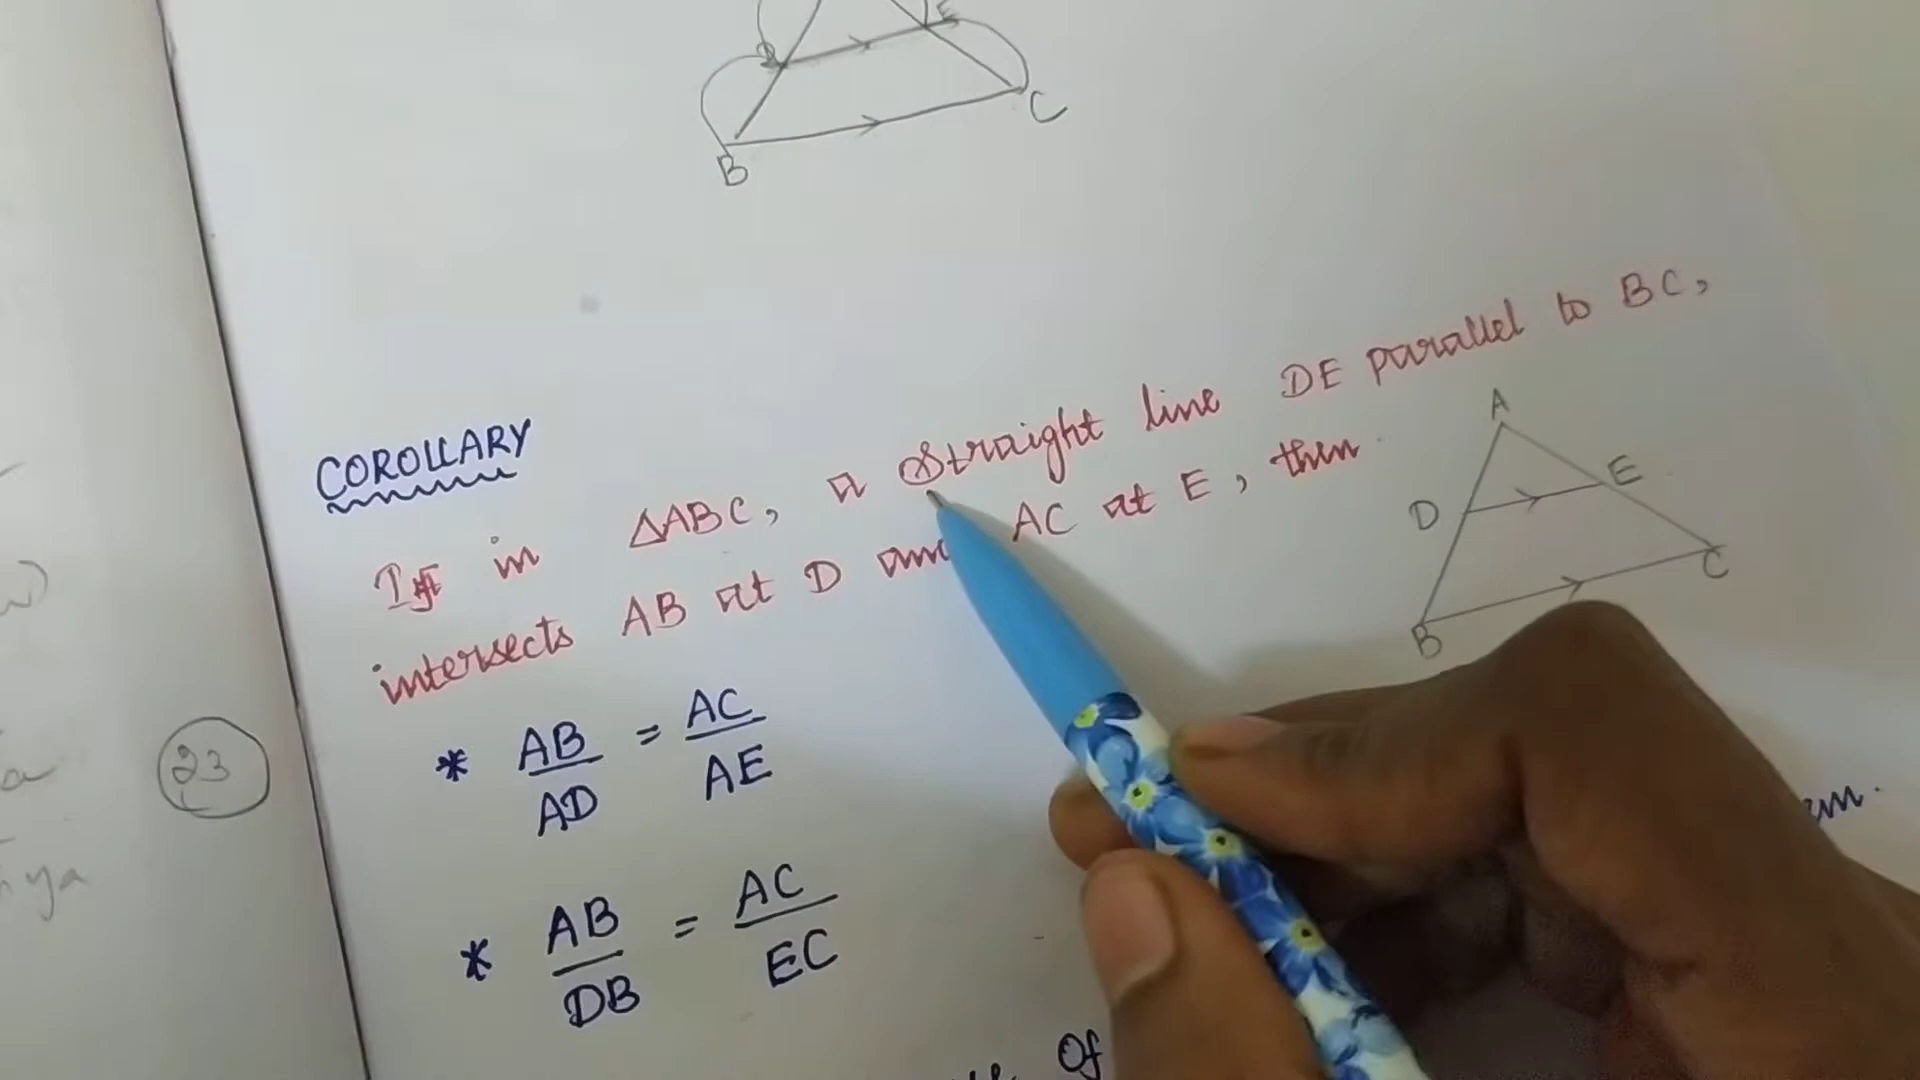 D
E
B
C
COROLLARY
If in ΔABC, a Straight line DE parallel to BC,
intersects AB at D and AC at E, then
A
D
E
B
C
* AB/AD = AC/AE
* AB/DB = AC/EC
23
Of